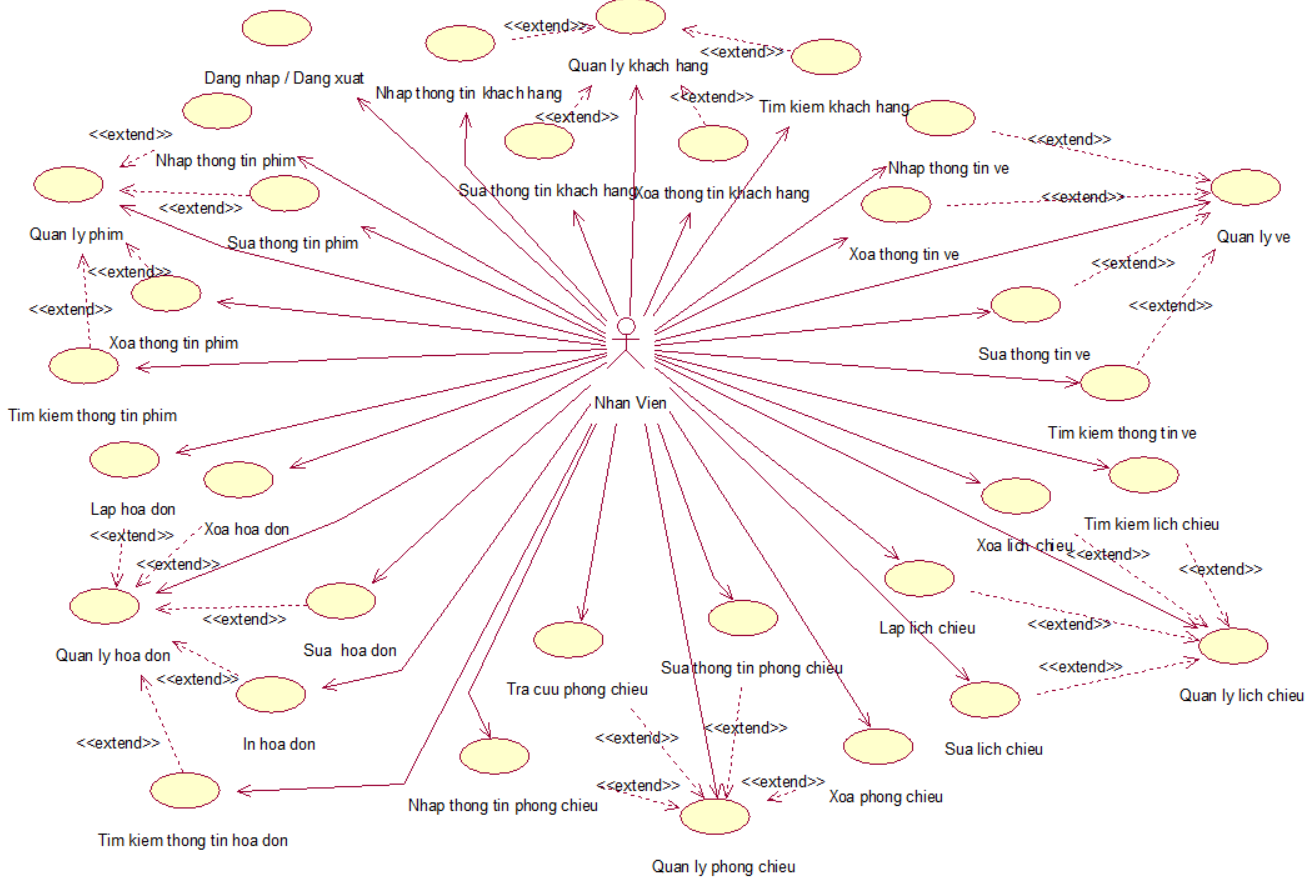 <<extend>>
<<extend>>
Quan ly khach hang
Dang nhap / Dang xuat
Nhap thong tin khach hang
<<extend>>
Tim kiem khach hang
<<extend>>
<<extend>>
<<extend>>
Nhap thong tin phim
Nhap thong tin ve
Sua thong tin khach hang
Xoa thong tin khach hang
<<extend>>
<<extend>>
Quan ly phim
Sua thong tin phim
Xoa thong tin ve
Quan ly ve
<<extend>>
<<extend>>
<<extend>>
<<extend>>
Xoa thong tin phim
Sua thong tin ve
Nhan Vien
Tim kiem thong tin phim
Tim kiem thong tin ve
Lap hoa don
Xoa hoa don
<<extend>>
<<extend>>
Tim kiem lich chieu
Xoa lich chieu
<<extend>>
<<extend>>
<<extend>>
Lap lich chieu
<<extend>>
Quan ly hoa don
Sua  hoa don
<<extend>>
Sua thong tin phong chieu
<<extend>>
Tra cuu phong chieu
Quan ly lich chieu
<<extend>>
In hoa don
<<extend>>
<<extend>>
Sua lich chieu
<<extend>>
<<extend>>
Nhap thong tin phong chieu
Xoa phong chieu
Tim kiem thong tin hoa don
Quan ly phong chieu